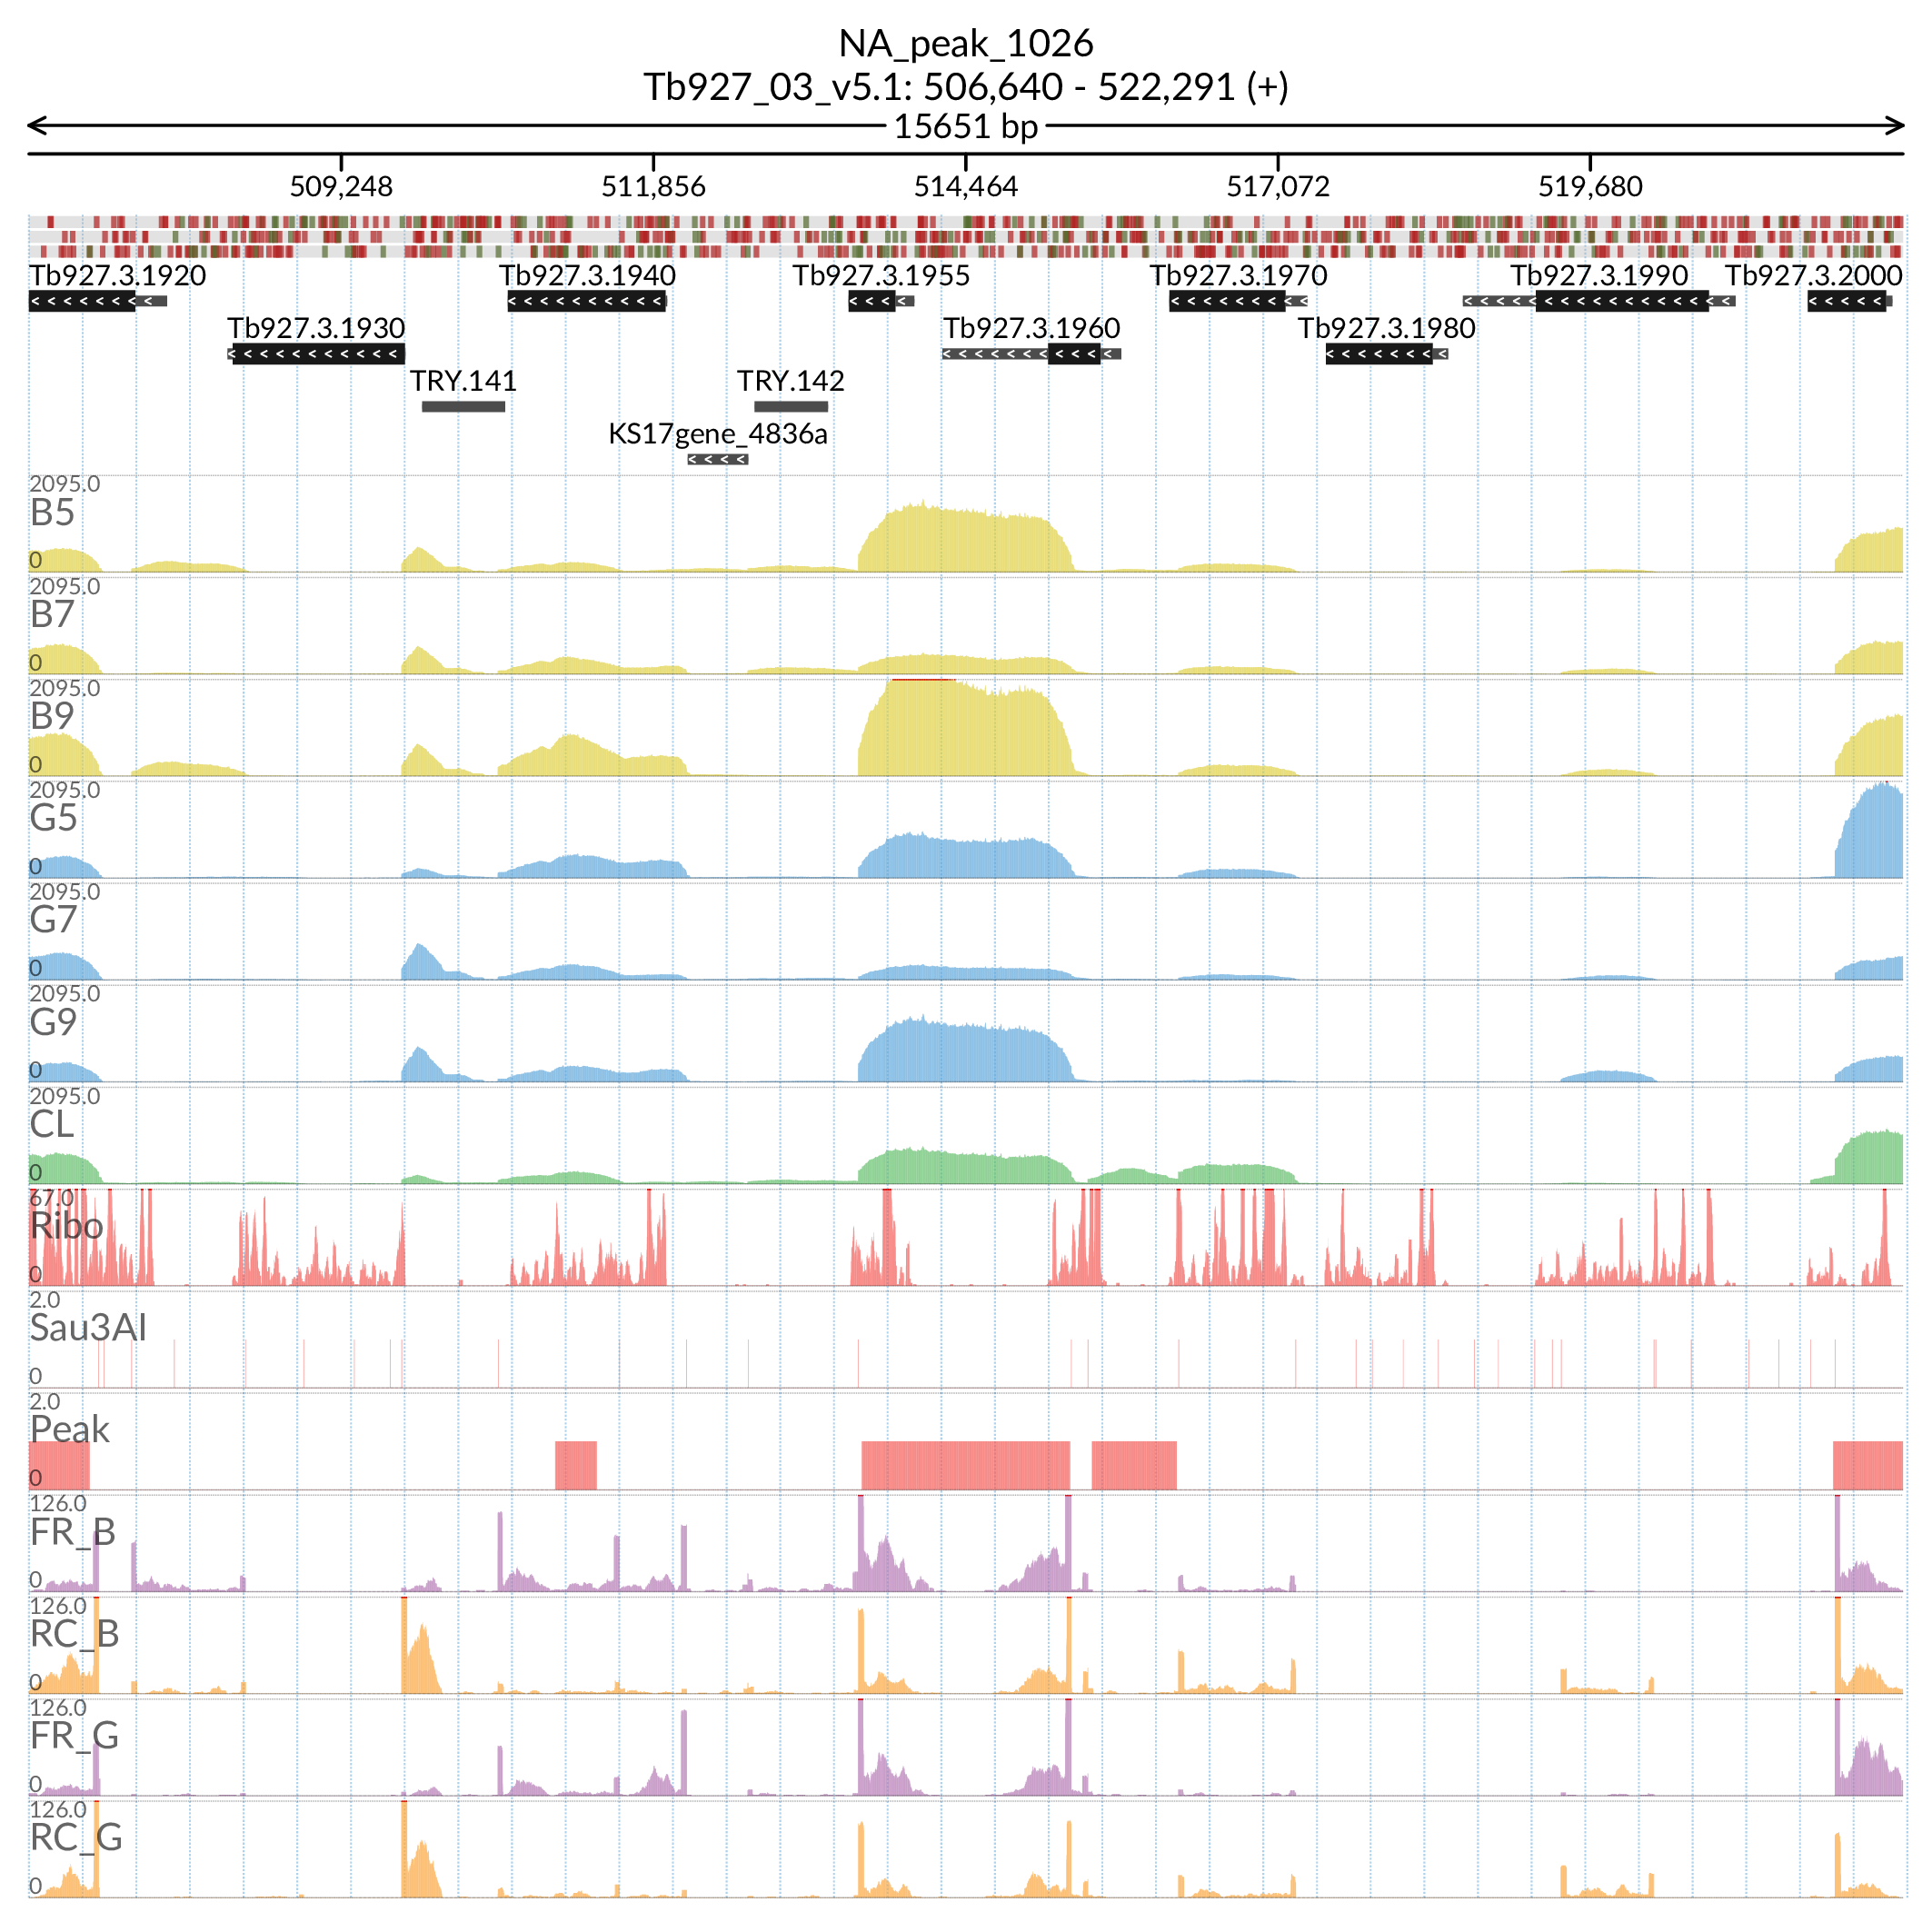 NA_peak_1026
Tb927_03_v5.1: 506,640 - 522,291 (+)
15651 bp
509,248 511,856 514,464 517,072 519,680
Tb927.3.1920 Tb927.3.1940 Tb927.3.1955 Tb927.3.1970 Tb927.3.1990 Tb927.3.2000
Tb927.3.1930 Tb927.3.1960 Tb927.3.1980
TRY.141 TRY.142
KS17gene_4836a
2095.0
B5
0
2095.0
B7
0
2095.0
B9
0
2095.0
G5
0
2095.0
G7
0
2095.0
G9
0
2095.0
CL
0
67.0
Ribo
0
2.0
Sau3AI
0
2.0
Peak
0
126.0
FR_B
0
126.0
RC_B
0
126.0
FR_G
0
126.0
RC_G
0